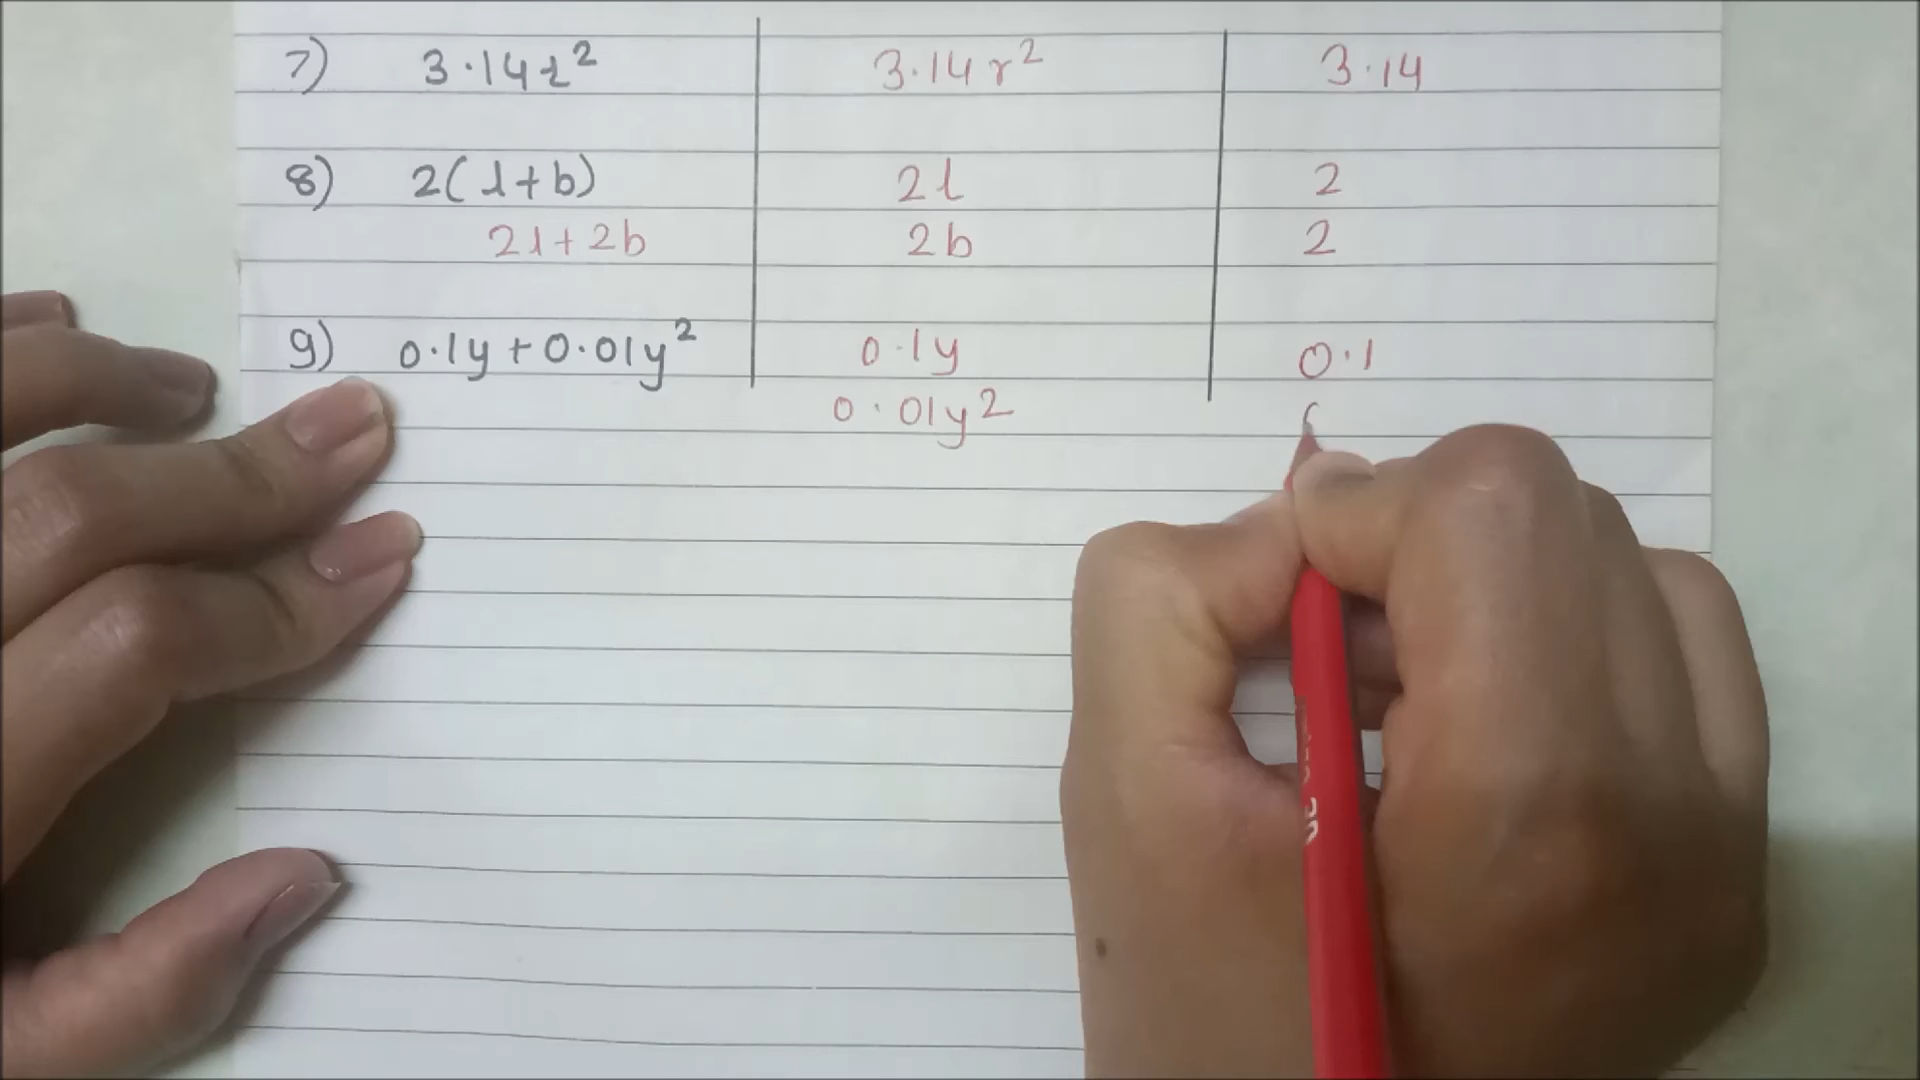 7) 3.14r² 3.14r² 3.14
8) 2(l+b) 2l 2
2l+2b 2b 2
9) 0.1y+0.01y² 0.1y 0.1
0.01y²